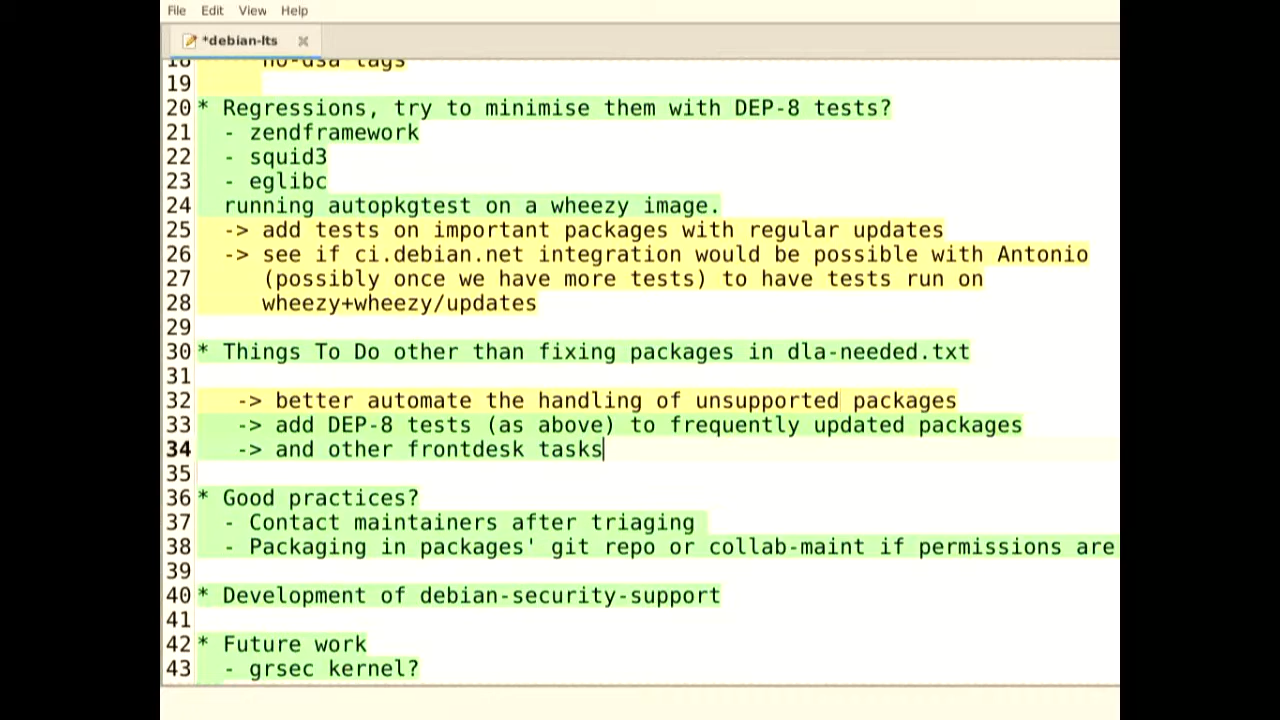 File Edit View Help
*debian-lts
18 no-dsa tags
19
20 * Regressions, try to minimise them with DEP-8 tests?
21 - zendframework
22 - squid3
23 - eglibc
24 running autopkgtest on a wheezy image.
25 -> add tests on important packages with regular updates
26 -> see if ci.debian.net integration would be possible with Antonio
27 (possibly once we have more tests) to have tests run on
28 wheezy+wheezy/updates
29
30 * Things To Do other than fixing packages in dla-needed.txt
31
32 -> better automate the handling of unsupported packages
33 -> add DEP-8 tests (as above) to frequently updated packages
34 -> and other frontdesk tasks
35
36 * Good practices?
37 - Contact maintainers after triaging
38 - Packaging in packages' git repo or collab-maint if permissions are
39
40 * Development of debian-security-support
41
42 * Future work
43 - grsec kernel?